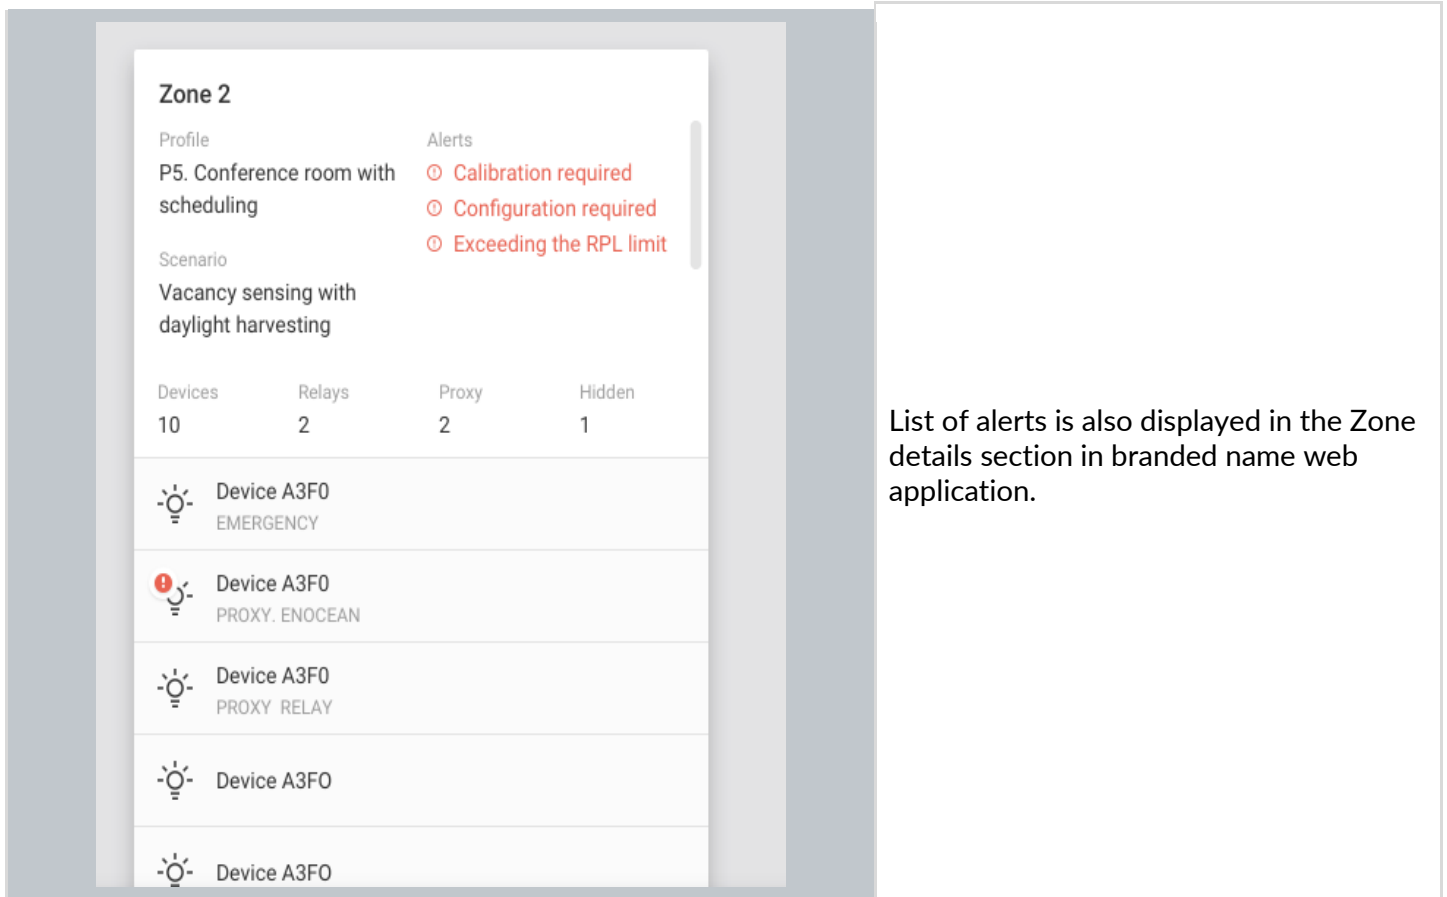 Zone 2
Profile
Alerts
P5. Conference room with
scheduling
Calibration required
Configuration required
Exceeding the RPL limit
Scenario
Vacancy sensing with
daylight harvesting
Devices Relays Proxy Hidden
10 2 2 1
Device A3F0
EMERGENCY
Device A3F0
PROXY. ENOCEAN
Device A3F0
PROXY RELAY
Device A3FO
Device A3FO
List of alerts is also displayed in the Zone
details section in branded name web
application.